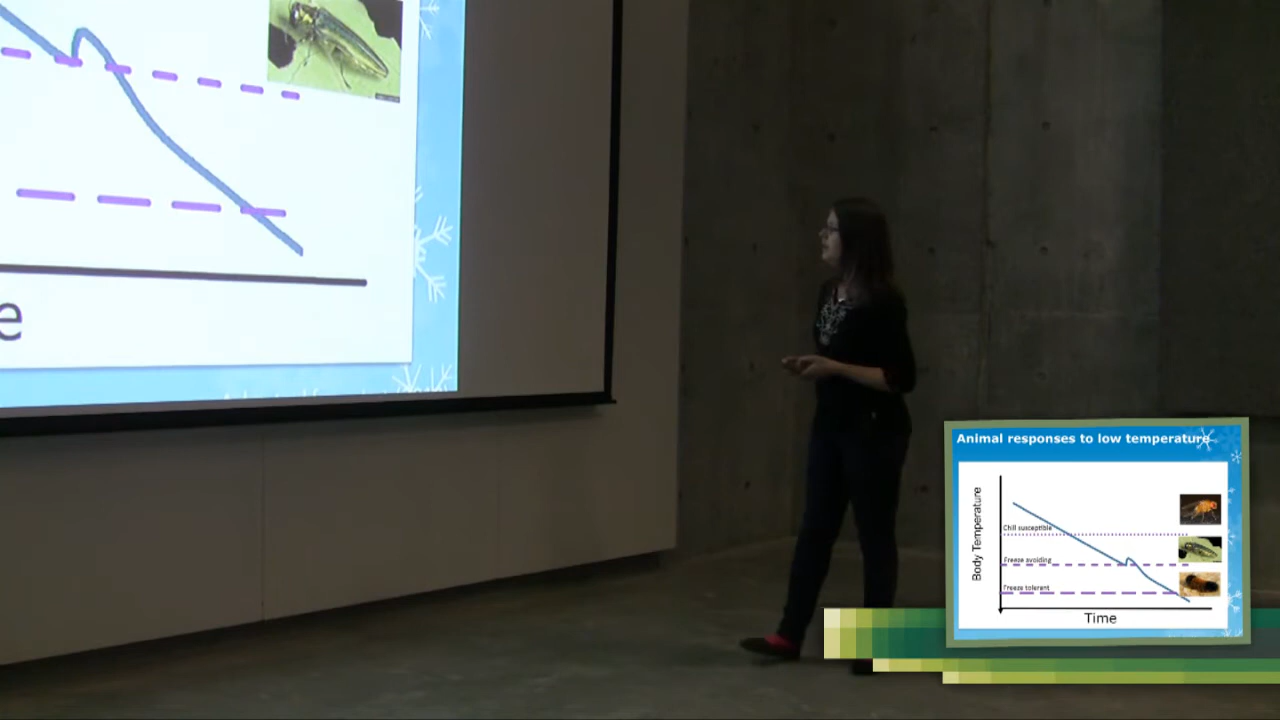 e
Animal responses to low temperature
Body Temperature
Chill susceptible
Freeze avoiding
Freeze tolerant
Time